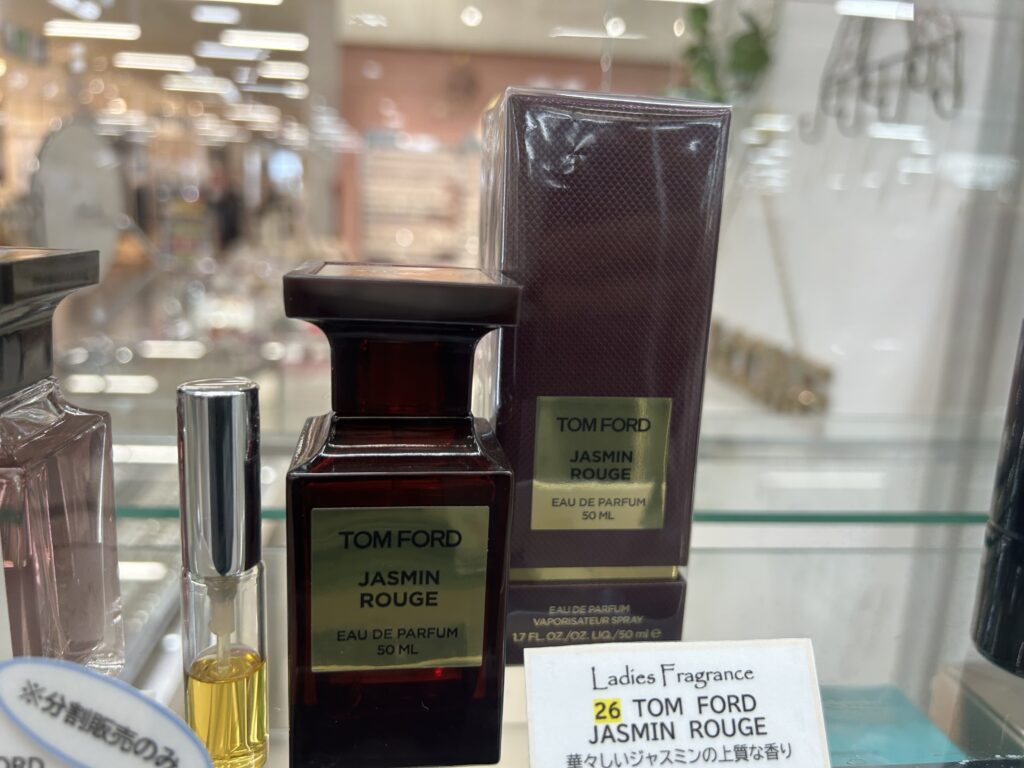 TOM FORD
JASMIN
ROUGE
EAU DE PARFUM
50 ML
EAU DE PARFUM
VAPORISATEUR SPRAY
1.7 FL. OZ./OZ. LIQ./50 ml e
TOM FORD
JASMIN
ROUGE
EAU DE PARFUM
50 ML
Ladies Fragrance
26 TOM FORD
JASMIN ROUGE
華々しいジャスミンの上質な香り
※分割販売のみ
ORD